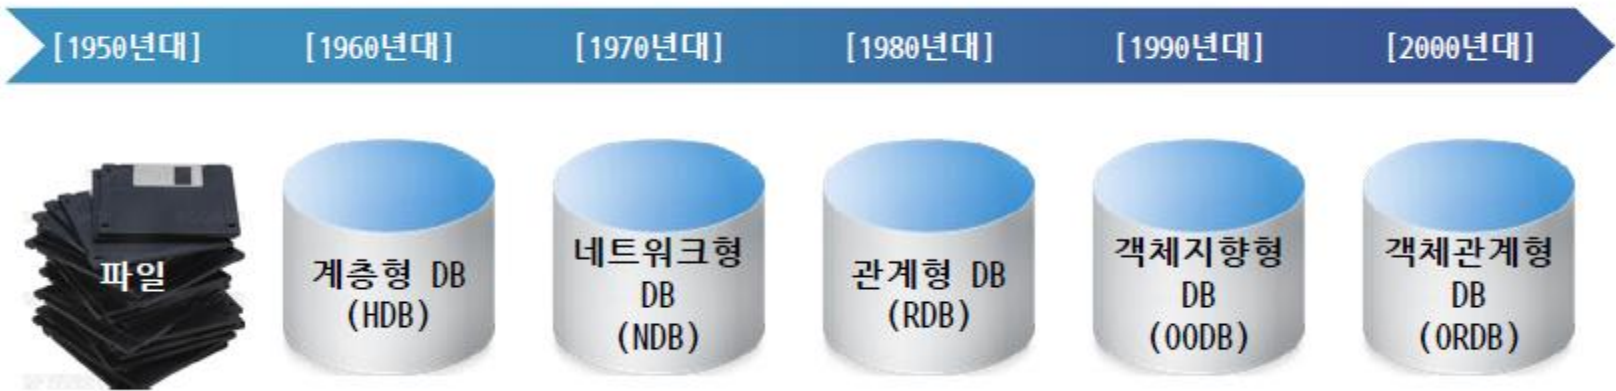 [1950년대]
[1960년대]
[1970년대]
[1980년대]
[1990년대]
[2000년대]
파일
계층형 DB
(HDB)
네트워크형
DB
(NDB)
관계형 DB
(RDB)
객체지향형
DB
(OODB)
객체관계형
DB
(ORDB)